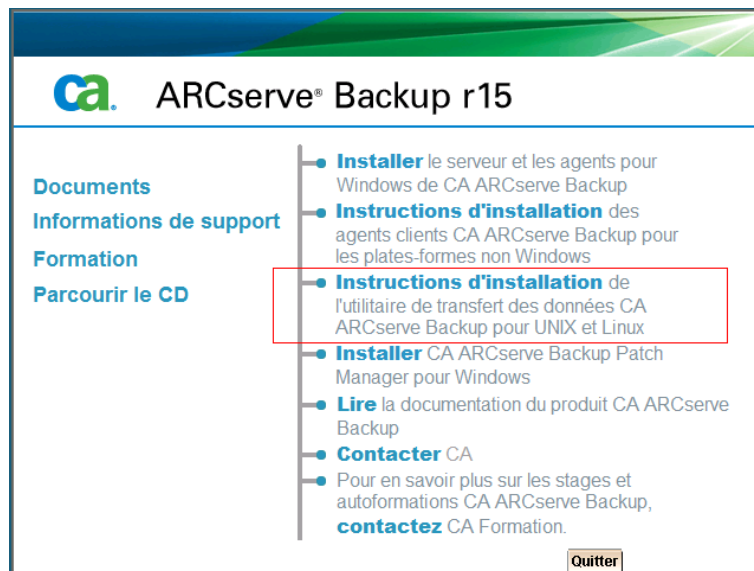 ca. ARCserve® Backup r15
Documents
Informations de support
Formation
Parcourir le CD
Installer le serveur et les agents pour
Windows de CA ARCserve Backup
Instructions d'installation des
agents clients CA ARCserve Backup pour
les plates-formes non Windows
Instructions d'installation de
l'utilitaire de transfert des données CA
ARCserve Backup pour UNIX et Linux
Installer CA ARCserve Backup Patch
Manager pour Windows
Lire la documentation du produit CA ARCserve
Backup
Contacter CA
Pour en savoir plus sur les stages et
autoformations CA ARCserve Backup,
contactez CA Formation.
Quitter